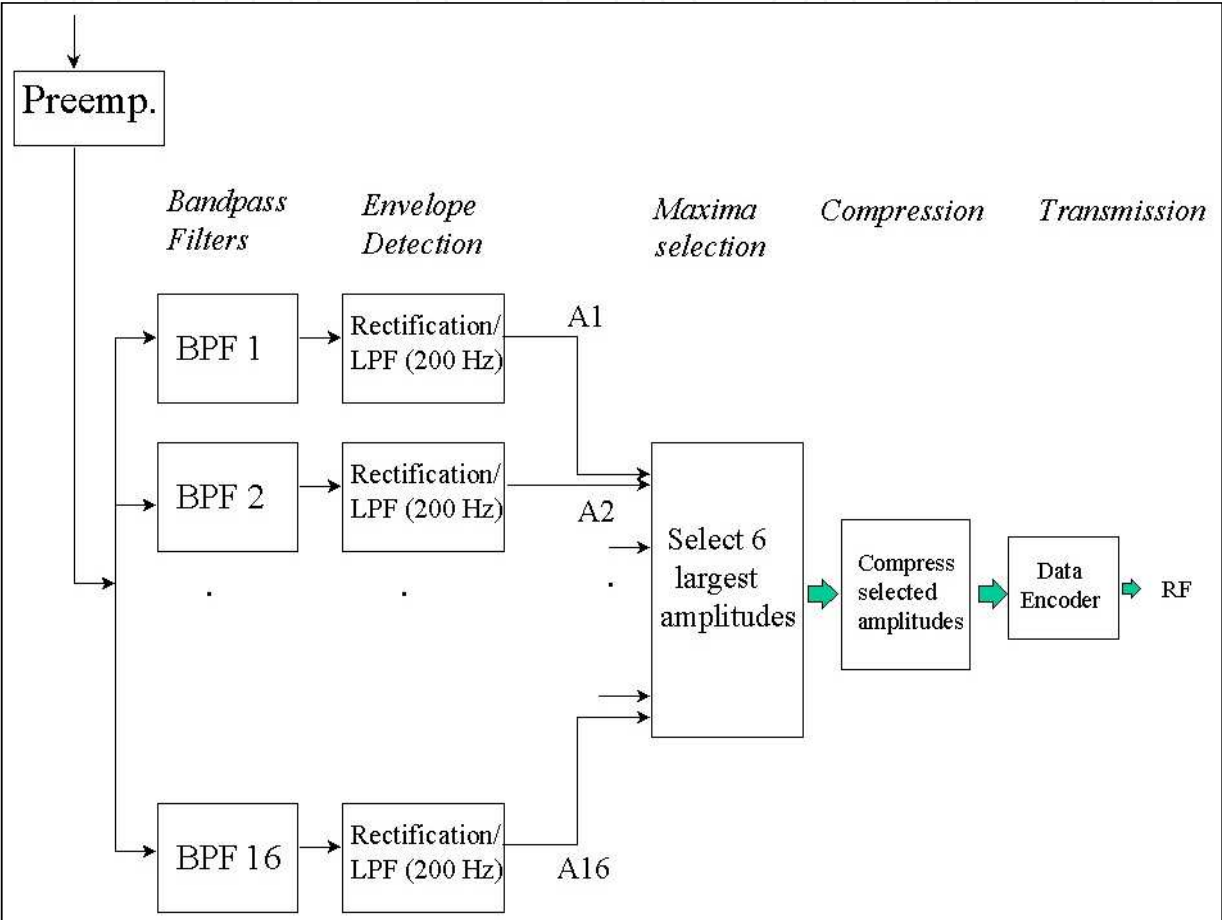 Preemp.
Bandpass
Filters
Envelope
Detection
Maxima
selection
Compression
Transmission
BPF 1
Rectification/
LPF (200 Hz)
A1
BPF 2
Rectification/
LPF (200 Hz)
A2
Select 6
largest
amplitudes
Compress
selected
amplitudes
Data
Encoder
RF
BPF 16
Rectification/
LPF (200 Hz)
A16